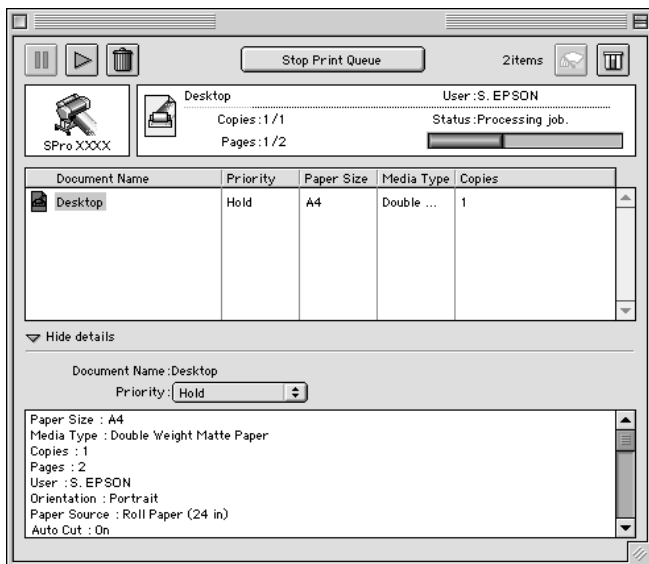 Stop Print Queue
2items
SPro XXXX
Desktop
User :S. EPSON
Copies :1/1
Status :Processing job.
Pages :1/2
Document Name Priority Paper Size Media Type Copies
Desktop Hold A4 Double ... 1
Hide details
Document Name :Desktop
Priority : Hold
Paper Size : A4
Media Type : Double Weight Matte Paper
Copies : 1
Pages : 2
User : S. EPSON
Orientation : Portrait
Paper Source : Roll Paper (24 in)
Auto Cut : On